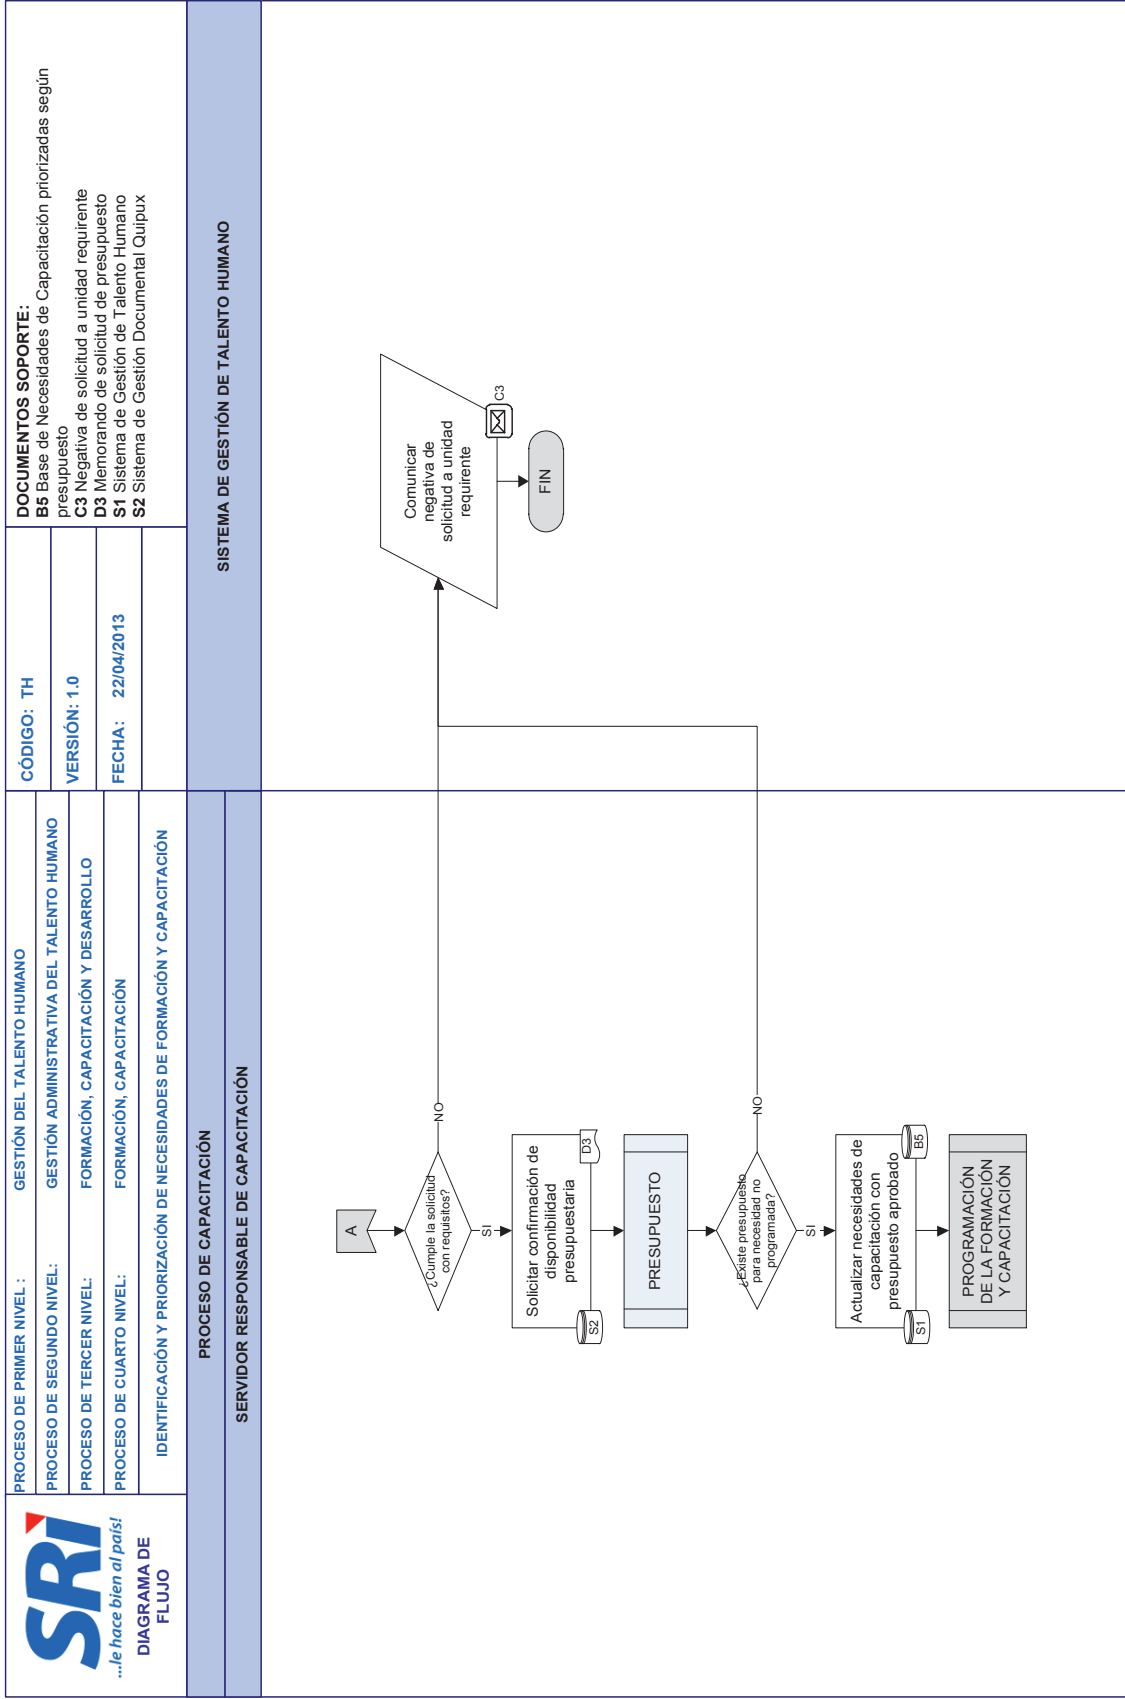 SRi
...le hace bien al país!
DIAGRAMA DE
FLUJO
PROCESO DE PRIMER NIVEL : GESTIÓN DEL TALENTO HUMANO
PROCESO DE SEGUNDO NIVEL: GESTIÓN ADMINISTRATIVA DEL TALENTO HUMANO
PROCESO DE TERCER NIVEL: FORMACIÓN, CAPACITACIÓN Y DESARROLLO
PROCESO DE CUARTO NIVEL: FORMACIÓN, CAPACITACIÓN
IDENTIFICACIÓN Y PRIORIZACIÓN DE NECESIDADES DE FORMACIÓN Y CAPACITACIÓN
CÓDIGO: TH
VERSIÓN: 1.0
FECHA: 22/04/2013
DOCUMENTOS SOPORTE:
B5 Base de Necesidades de Capacitación priorizadas según
presupuesto
C3 Negativa de solicitud a unidad requirente
D3 Memorando de solicitud de presupuesto
S1 Sistema de Gestión de Talento Humano
S2 Sistema de Gestión Documental Quipux
PROCESO DE CAPACITACIÓN
SERVIDOR RESPONSABLE DE CAPACITACIÓN
SISTEMA DE GESTIÓN DE TALENTO HUMANO
A
¿Cumple la solicitud
con requisitos?
NO
SI
Comunicar
negativa de
solicitud a unidad
requirente
C3
FIN
Solicitar confirmación de
disponibilidad
presupuestaria
S2
D3
PRESUPUESTO
¿Existe presupuesto
para necesidad no
programada?
NO
SI
Actualizar necesidades de
capacitación con
presupuesto aprobado
S1
B5
PROGRAMACIÓN
DE LA FORMACIÓN
Y CAPACITACIÓN